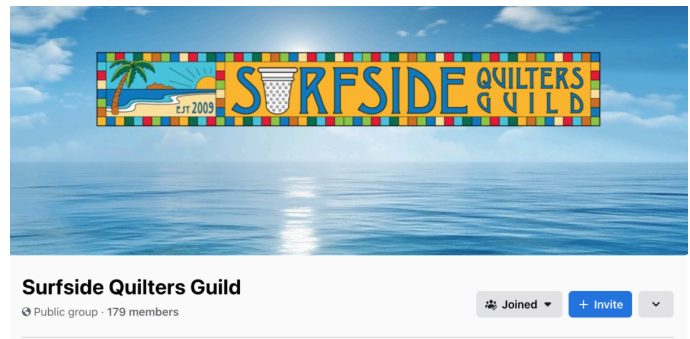 SURFSIDE QUILTERS
GUILD
EST 2009
Surfside Quilters Guild
Public group · 179 members
Joined
+ Invite